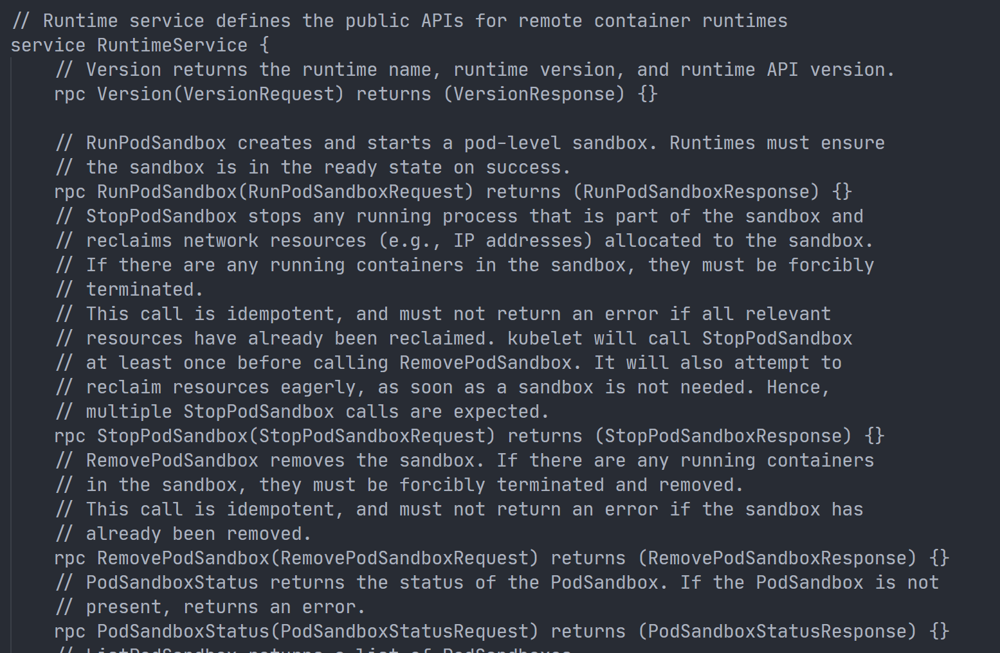 // Runtime service defines the public APIs for remote container runtimes
service RuntimeService {
// Version returns the runtime name, runtime version, and runtime API version.
rpc Version(VersionRequest) returns (VersionResponse) {}
// RunPodSandbox creates and starts a pod-level sandbox. Runtimes must ensure
// the sandbox is in the ready state on success.
rpc RunPodSandbox(RunPodSandboxRequest) returns (RunPodSandboxResponse) {}
// StopPodSandbox stops any running process that is part of the sandbox and
// reclaims network resources (e.g., IP addresses) allocated to the sandbox.
// If there are any running containers in the sandbox, they must be forcibly
// terminated.
// This call is idempotent, and must not return an error if all relevant
// resources have already been reclaimed. kubelet will call StopPodSandbox
// at least once before calling RemovePodSandbox. It will also attempt to
// reclaim resources eagerly, as soon as a sandbox is not needed. Hence,
// multiple StopPodSandbox calls are expected.
rpc StopPodSandbox(StopPodSandboxRequest) returns (StopPodSandboxResponse) {}
// RemovePodSandbox removes the sandbox. If there are any running containers
// in the sandbox, they must be forcibly terminated and removed.
// This call is idempotent, and must not return an error if the sandbox has
// already been removed.
rpc RemovePodSandbox(RemovePodSandboxRequest) returns (RemovePodSandboxResponse) {}
// PodSandboxStatus returns the status of the PodSandbox. If the PodSandbox is not
// present, returns an error.
rpc PodSandboxStatus(PodSandboxStatusRequest) returns (PodSandboxStatusResponse) {}
// ListPodSandbox returns a list of PodSandboxes.